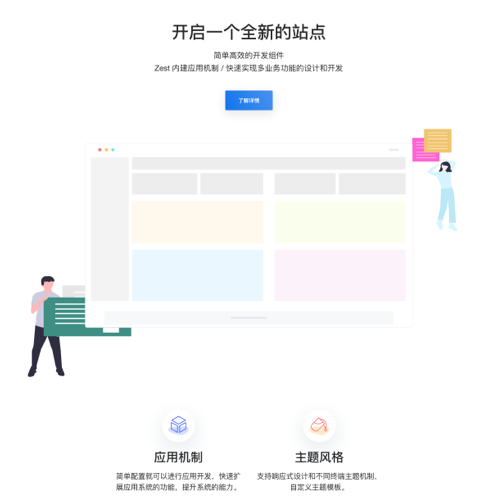 开启一个全新的站点
简单高效的开发组件
Zest 内建应用机制 / 快速实现多业务功能的设计和开发
了解详情
应用机制
主题风格
简单配置就可以进行应用开发，快速扩
展应用系统的功能，提升系统的能力。
支持响应式设计和不同终端主题机制、
自定义主题模板。